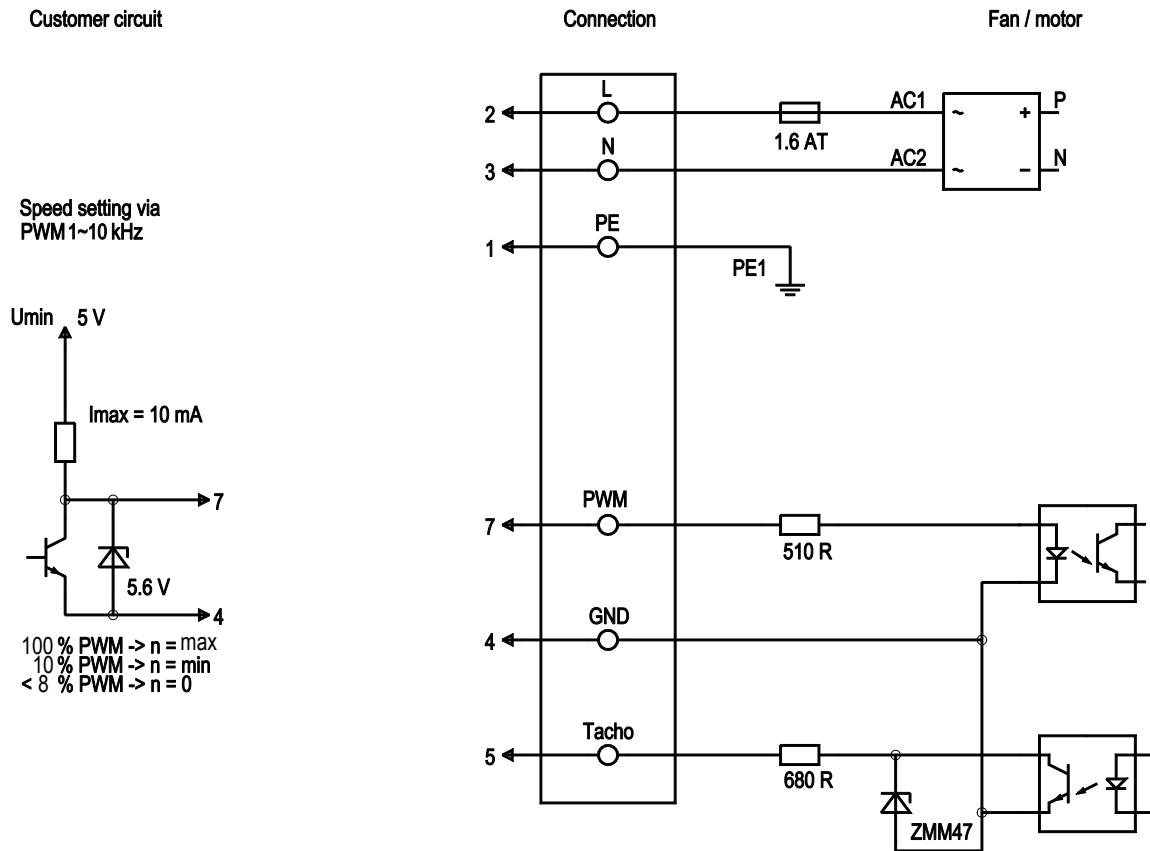 Customer circuit
Connection
Fan / motor
L
2
AC1
~
+
P
1.6 AT
N
3
AC2
~
–
N
Speed setting via
PWM 1~10 kHz
PE
1
PE1
Umin
5 V
Imax = 10 mA
7
PWM
7
510 R
5.6 V
4
GND
4
100 % PWM -> n = max
10 % PWM -> n = min
< 8 % PWM -> n = 0
Tacho
5
680 R
ZMM47